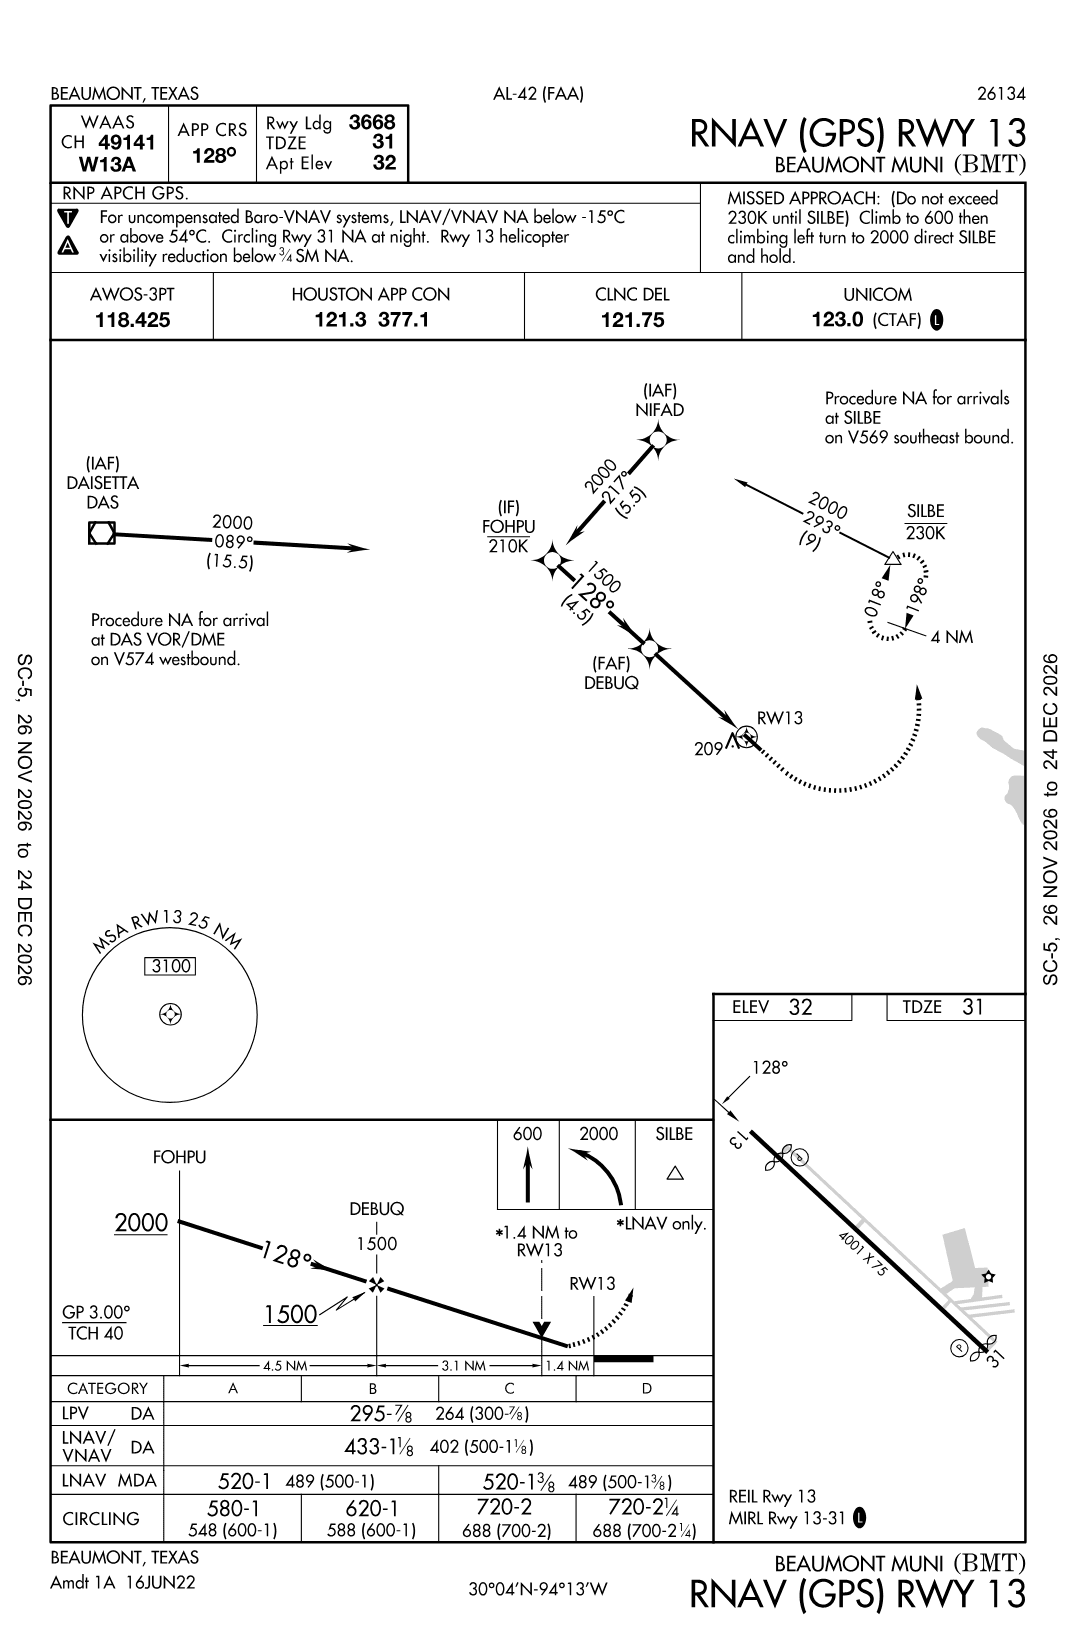 BEAUMONT, TEXAS
AL-42 (FAA)
26134
WAAS
CH 49141
W13A
APP CRS
128°
Rwy Ldg 3668
TDZE 31
Apt Elev 32
RNAV (GPS) RWY 13
BEAUMONT MUNI (BMT)
RNP APCH GPS.
T
A
For uncompensated Baro-VNAV systems, LNAV/VNAV NA below -15°C
or above 54°C. Circling Rwy 31 NA at night. Rwy 13 helicopter
visibility reduction below ¾ SM NA.
MISSED APPROACH: (Do not exceed
230K until SILBE) Climb to 600 then
climbing left turn to 2000 direct SILBE
and hold.
AWOS-3PT
118.425
HOUSTON APP CON
121.3 377.1
CLNC DEL
121.75
UNICOM
123.0 (CTAF) L
(IAF)
NIFAD
Procedure NA for arrivals
at SILBE
on V569 southeast bound.
(IAF)
DAISETTA
DAS
2000
089°
(15.5)
2000
217°
(5.5)
(IF)
FOHPU
210K
2000
293°
(9)
SILBE
230K
018°
198°
4 NM
1500
128°
(4.5)
Procedure NA for arrival
at DAS VOR/DME
on V574 westbound.
(FAF)
DEBUQ
RW13
209
SC-5, 26 NOV 2026 to 24 DEC 2026
SC-5, 26 NOV 2026 to 24 DEC 2026
MSA RW13 25 NM
3100
ELEV 32
TDZE 31
128°
13
P
4001 X 75
P
31
REIL Rwy 13
MIRL Rwy 13-31 L
600
2000
SILBE
FOHPU
2000
128°
DEBUQ
1500
1500
*LNAV only.
*1.4 NM to
RW13
RW13
GP 3.00°
TCH 40
4.5 NM
3.1 NM
1.4 NM
CATEGORY A B C D
LPV DA 295-⅞ 264 (300-⅞)
LNAV/
VNAV DA 433-1⅛ 402 (500-1⅛)
LNAV MDA 520-1 489 (500-1) 520-1⅜ 489 (500-1⅜)
CIRCLING
580-1 620-1 720-2 720-2¼
548 (600-1) 588 (600-1) 688 (700-2) 688 (700-2¼)
BEAUMONT, TEXAS
Amdt 1A 16JUN22
30°04'N-94°13'W
BEAUMONT MUNI (BMT)
RNAV (GPS) RWY 13